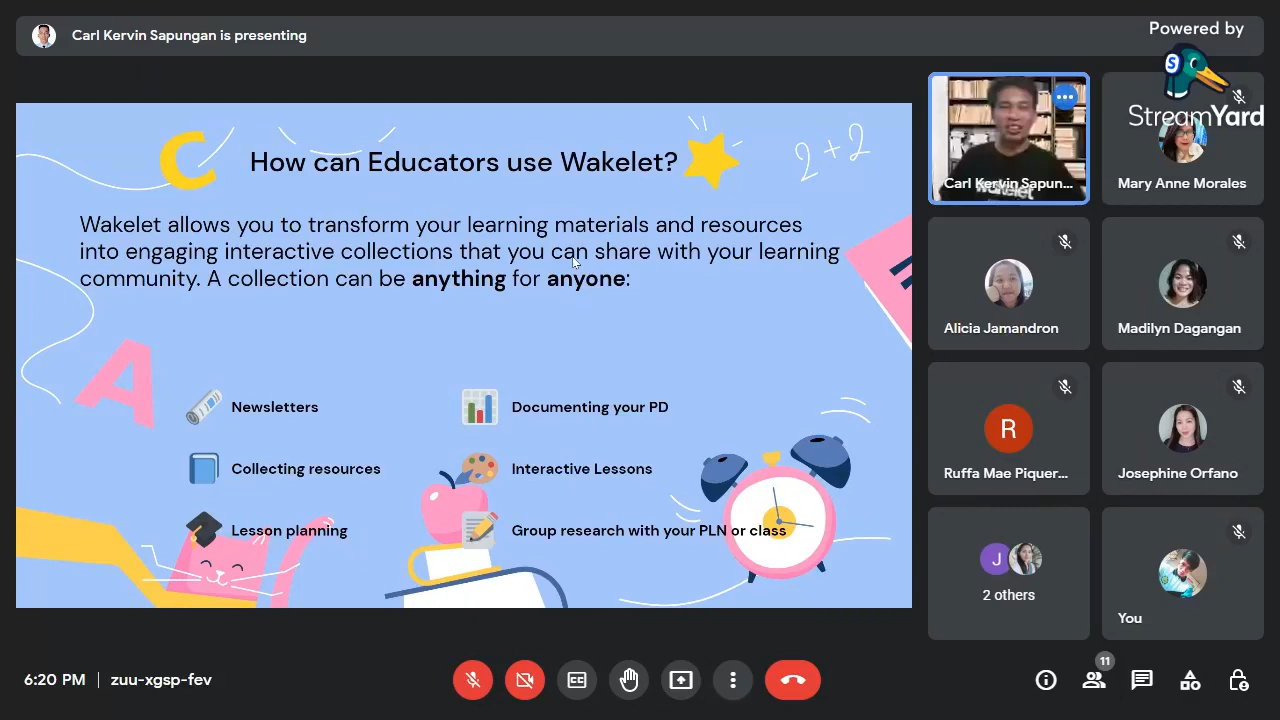 Carl Kervin Sapungan is presenting
Powered by
S
StreamYard
C
How can Educators use Wakelet?
2+2
Wakelet allows you to transform your learning materials and resources
into engaging interactive collections that you can share with your learning
community. A collection can be anything for anyone:
A
Newsletters
Documenting your PD
Collecting resources
Interactive Lessons
Lesson planning
Group research with your PLN or class
wakelet
Carl Kervin Sapun...
Mary Anne Morales
Alicia Jamandron
Madilyn Dagangan
R
Ruffa Mae Piquer...
Josephine Orfano
J
2 others
You
6:20 PM
zuu-xgsp-fev
CC
11